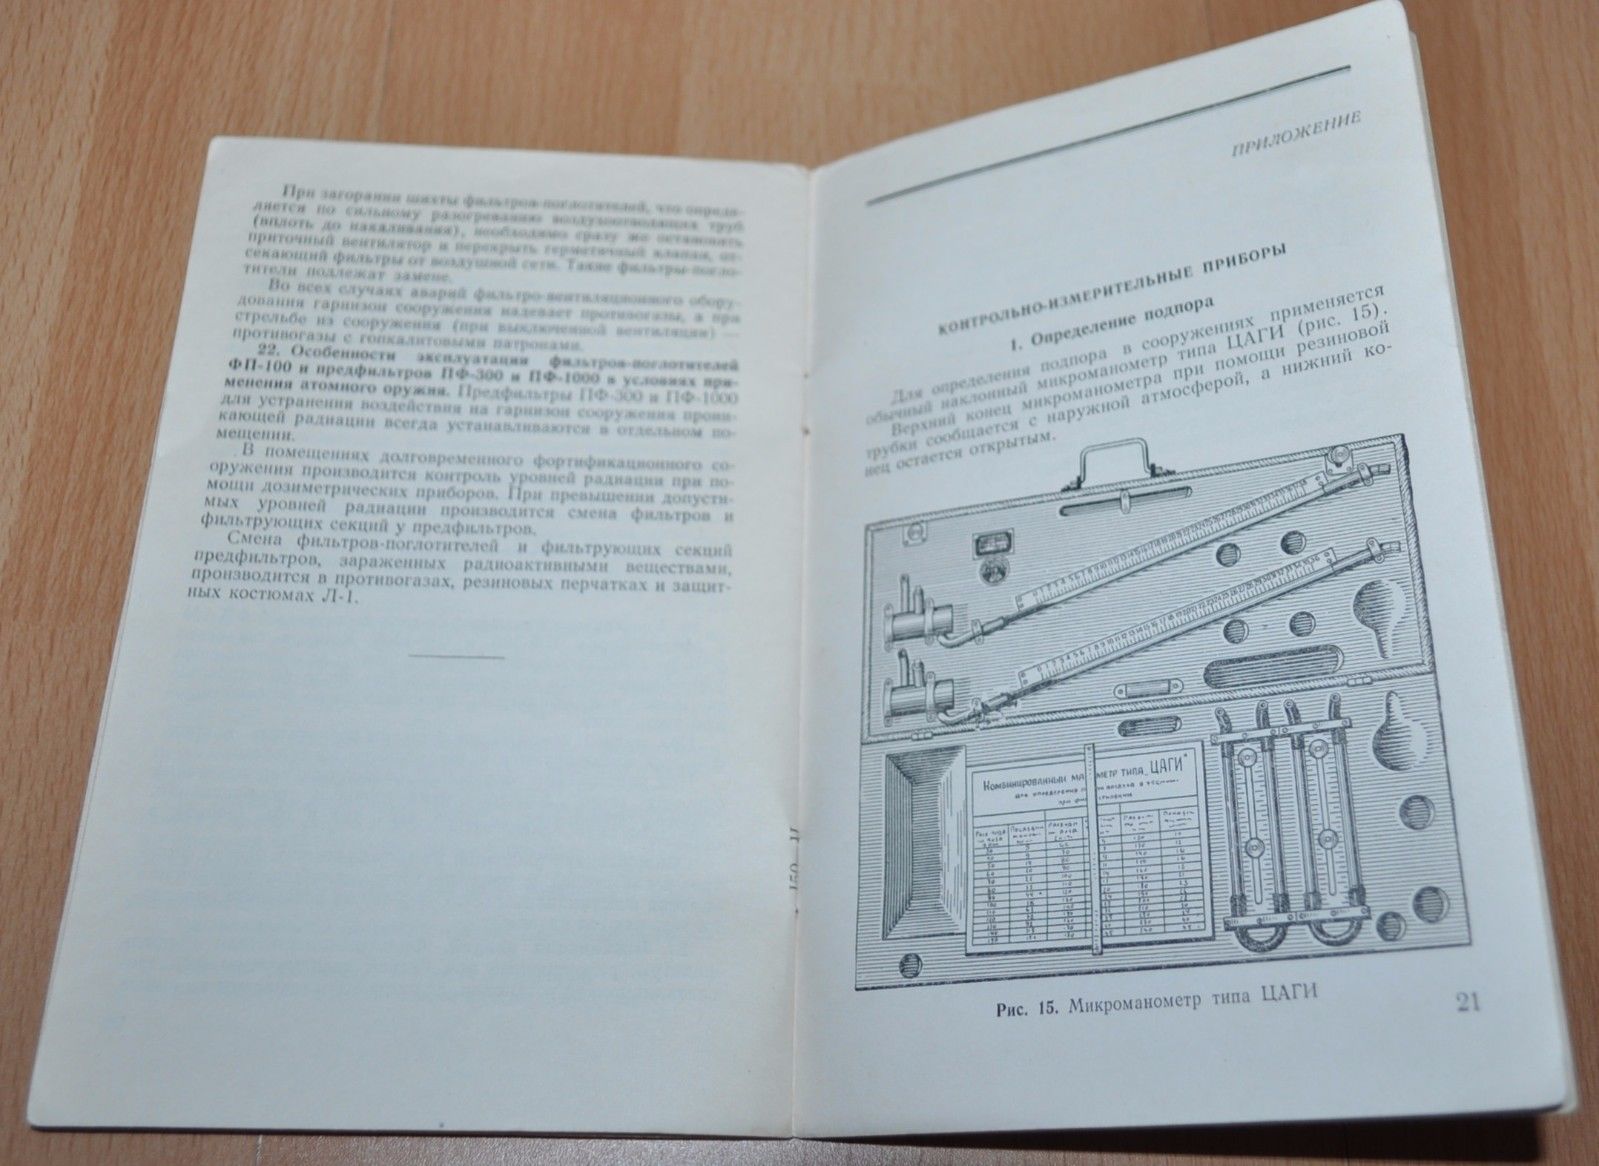 При загорании шихты фильтров-поглотителей, что опреде-
ляется по сильному разогреванию воздухоотводящих труб
(вплоть до накаливания), необходимо сразу же остановить
приточный вентилятор и перекрыть герметичный клапан, от-
секающий фильтры от воздушной сети. Такие фильтры-погло-
тители подлежат замене.
Во всех случаях аварий фильтро-вентиляционного обору-
дования гарнизон сооружения надевает противогазы, а при
стрельбе из сооружения (при выключенной вентиляции) —
противогазы с гопкалитовыми патронами.
22. Особенности эксплуатации фильтров-поглотителей
ФП-100 и предфильтров ПФ-300 и ПФ-1000 в условиях при-
менения атомного оружия. Предфильтры ПФ-300 и ПФ-1000
для устранения воздействия на гарнизон сооружения прони-
кающей радиации всегда устанавливаются в отдельном по-
мещении.
В помещениях долговременного фортификационного со-
оружения производится контроль уровней радиации при по-
мощи дозиметрических приборов. При превышении допусти-
мых уровней радиации производится смена фильтров и
фильтрующих секций у предфильтров.
Смена фильтров-поглотителей и фильтрующих секций
предфильтров, зараженных радиоактивными веществами,
производится в противогазах, резиновых перчатках и защит-
ных костюмах Л-1.
ПРИЛОЖЕНИЕ
КОНТРОЛЬНО-ИЗМЕРИТЕЛЬНЫЕ ПРИБОРЫ
1. Определение подпора
Для определения подпора в сооружениях применяется
обычный наклонный микроманометр типа ЦАГИ (рис. 15).
Верхний конец микроманометра при помощи резиновой
трубки сообщается с наружной атмосферой, а нижний ко-
нец остается открытым.
Комбинированный ма метр типа „ЦАГИ"
для определения
при
Рис. 15. Микроманометр типа ЦАГИ
21